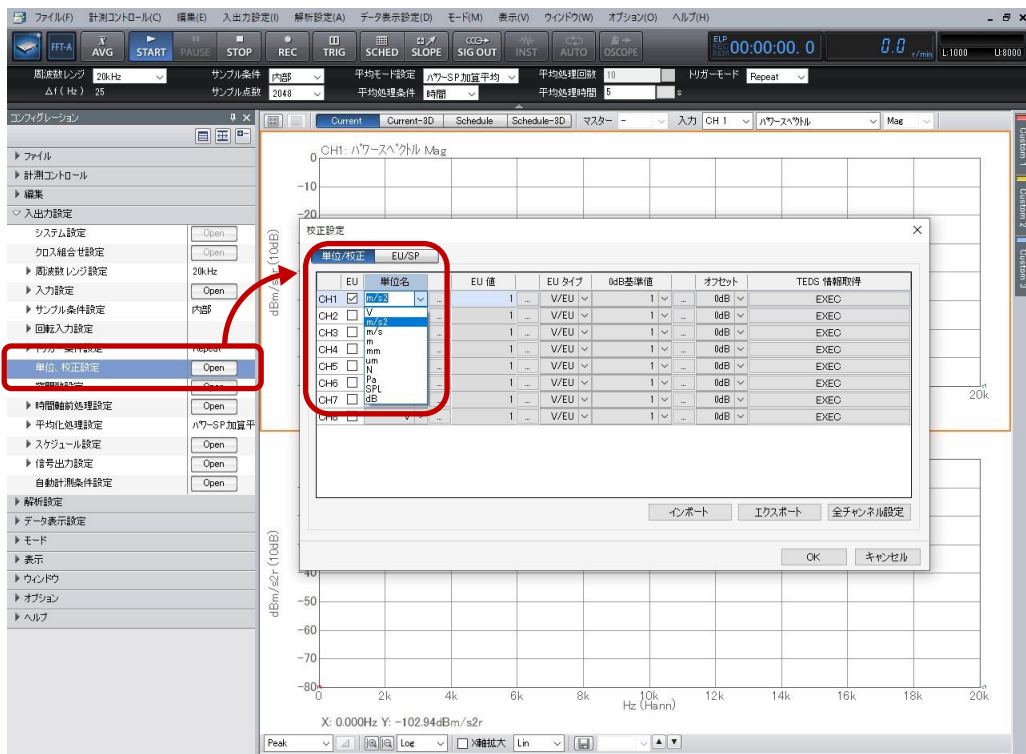 ファイル(F) 計測コントロール(C) 編集(E) 入出力設定(I) 解析設定(A) データ表示設定(D) モード(M) 表示(V) ウィンドウ(W) オプション(O) ヘルプ(H)
FFT-A AVG START PAUSE STOP REC TRIG SCHED SLOPE SIG OUT INST AUTO OSCOPE ELP REM 00:00:00. 0 0.0 r/min L:1000 U:8000
周波数レンジ 20kHz サンプル条件 内部 平均モード設定 パワーSP加算平均 平均処理回数 10 トリガーモード Repeat
Δf ( Hz ) 25 サンプル点数 2048 平均処理条件 時間 平均処理時間 5 s
コンフィグレーション
Current Current-3D Schedule Schedule-3D マスター - 入力 CH 1 パワースペクトル Mag
Custom 1
Custom 2
Custom 3
ファイル
計測コントロール
編集
入出力設定
システム設定 Open
クロス組合せ設定 Open
周波数レンジ設定 20kHz
入力設定 Open
サンプル条件設定 内部
回転入力設定
トリガー条件設定 Repeat
単位、校正設定 Open
Open
時間軸前処理設定 Open
平均化処理設定 パワーSP加算平
スケジュール設定 Open
信号出力設定 Open
自動計測条件設定 Open
解析設定
データ表示設定
モード
表示
ウィンドウ
オプション
ヘルプ
CH1: パワースペクトル Mag
0
-10
-20
20k
校正設定
単位/校正 EU/SP
EU 単位名 EU 値 EU タイプ 0dB基準値 オフセット TEDS 情報取得
CH1 m/s2 ... 1 ... V/EU 1 ... 0dB EXEC
CH2 1 ... V/EU 1 ... 0dB EXEC
CH3 1 ... V/EU 1 ... 0dB EXEC
CH4 1 ... V/EU 1 ... 0dB EXEC
CH5 1 ... V/EU 1 ... 0dB EXEC
CH6 1 ... V/EU 1 ... 0dB EXEC
CH7 1 ... V/EU 1 ... 0dB EXEC
CH8 V ... 1 ... V/EU 1 ... 0dB EXEC
V
m/s2
m/s
m
mm
um
N
Pa
SPL
dB
インポート エクスポート 全チャンネル設定
OK キャンセル
dBm/s2r (10dB)
-40
-50
-60
-70
-80
0 2k 4k 6k 8k 10k 12k 14k 16k 18k 20k
Hz (Hann)
X: 0.000Hz Y: -102.94dBm/s2r
Peak Log X軸拡大 Lin